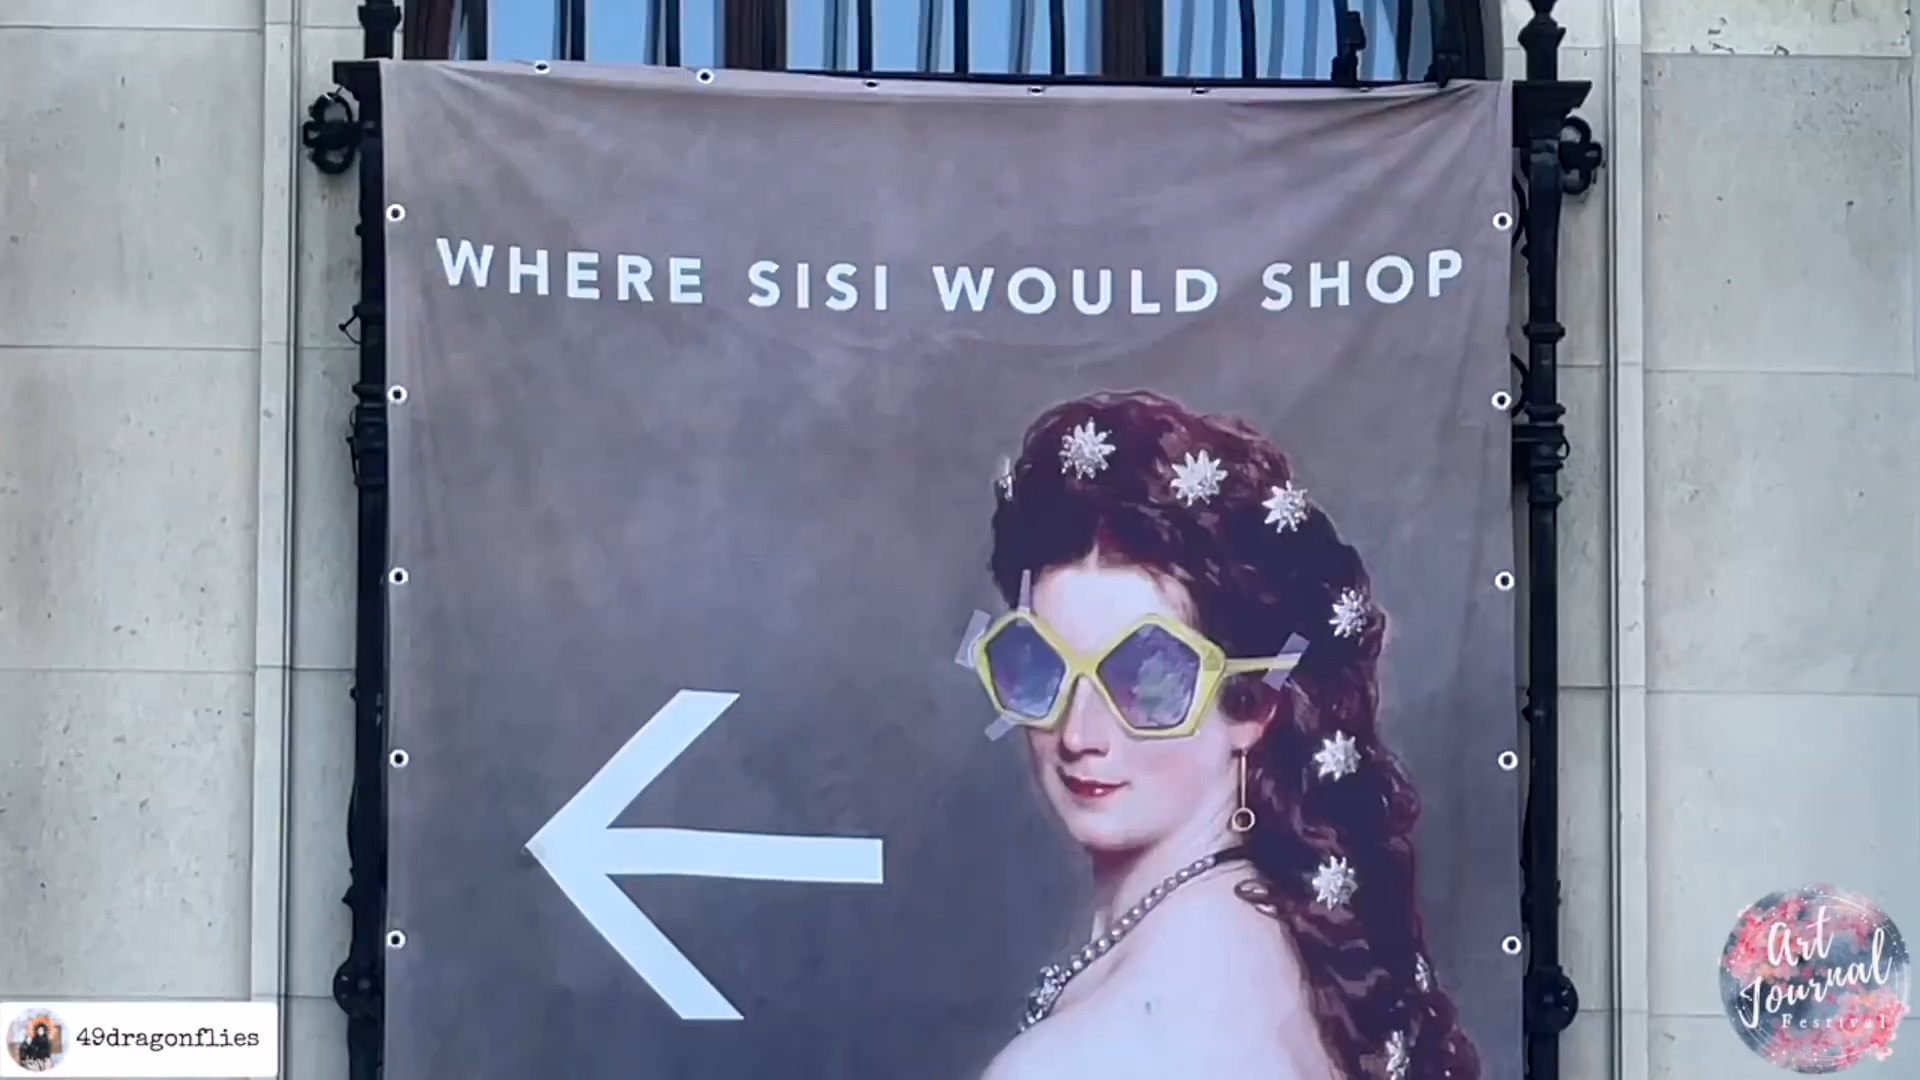 WHERE SISI WOULD SHOP
49dragonflies
Art
Journal
Festival